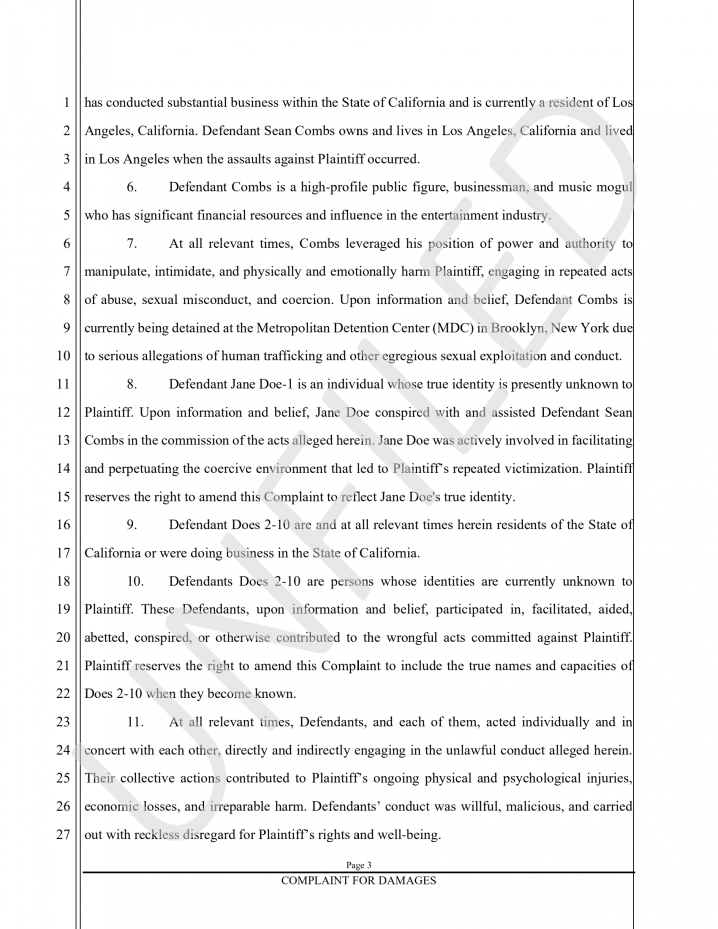 1 has conducted substantial business within the State of California and is currently a resident of Los
2 Angeles, California. Defendant Sean Combs owns and lives in Los Angeles, California and lived
3 in Los Angeles when the assaults against Plaintiff occurred.
4 6. Defendant Combs is a high-profile public figure, businessman, and music mogul
5 who has significant financial resources and influence in the entertainment industry.
6 7. At all relevant times, Combs leveraged his position of power and authority to
7 manipulate, intimidate, and physically and emotionally harm Plaintiff, engaging in repeated acts
8 of abuse, sexual misconduct, and coercion. Upon information and belief, Defendant Combs is
9 currently being detained at the Metropolitan Detention Center (MDC) in Brooklyn, New York due
10 to serious allegations of human trafficking and other egregious sexual exploitation and conduct.
11 8. Defendant Jane Doe-1 is an individual whose true identity is presently unknown to
12 Plaintiff. Upon information and belief, Jane Doe conspired with and assisted Defendant Sean
13 Combs in the commission of the acts alleged herein. Jane Doe was actively involved in facilitating
14 and perpetuating the coercive environment that led to Plaintiff's repeated victimization. Plaintiff
15 reserves the right to amend this Complaint to reflect Jane Doe's true identity.
16 9. Defendant Does 2-10 are and at all relevant times herein residents of the State of
17 California or were doing business in the State of California.
18 10. Defendants Does 2-10 are persons whose identities are currently unknown to
19 Plaintiff. These Defendants, upon information and belief, participated in, facilitated, aided,
20 abetted, conspired, or otherwise contributed to the wrongful acts committed against Plaintiff.
21 Plaintiff reserves the right to amend this Complaint to include the true names and capacities of
22 Does 2-10 when they become known.
23 11. At all relevant times, Defendants, and each of them, acted individually and in
24 concert with each other, directly and indirectly engaging in the unlawful conduct alleged herein.
25 Their collective actions contributed to Plaintiff's ongoing physical and psychological injuries,
26 economic losses, and irreparable harm. Defendants' conduct was willful, malicious, and carried
27 out with reckless disregard for Plaintiff's rights and well-being.
Page 3
COMPLAINT FOR DAMAGES
UNFILED